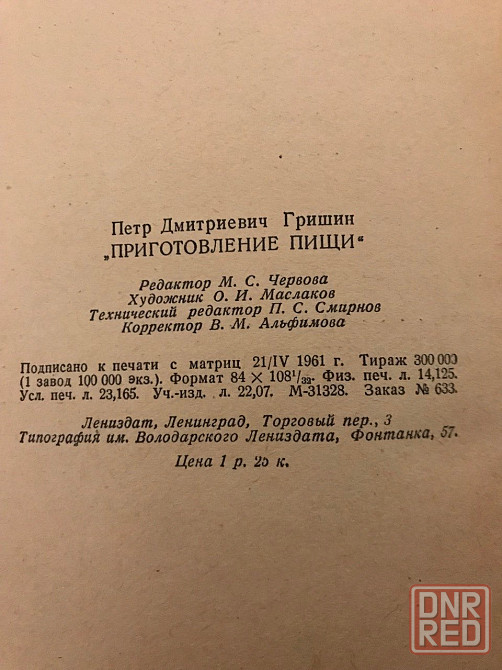 Петр Дмитриевич Гришин
„ПРИГОТОВЛЕНИЕ ПИЩИ“
Редактор М. С. Червова
Художник О. И. Маслаков
Технический редактор П. С. Смирнов
Корректор В. М. Альфимова
Подписано к печати с матриц 21/IV 1961 г. Тираж 300 000
(1 завод 100 000 экз.). Формат 84 × 108¹/₃₂. Физ. печ. л. 14,125.
Усл. печ. л. 23,165. Уч.-изд. л. 22,07. М-31328. Заказ № 633.
Лениздат, Ленинград, Торговый пер., 3
Типография им. Володарского Лениздата, Фонтанка, 57.
Цена 1 р. 25 к.
DNR
RED